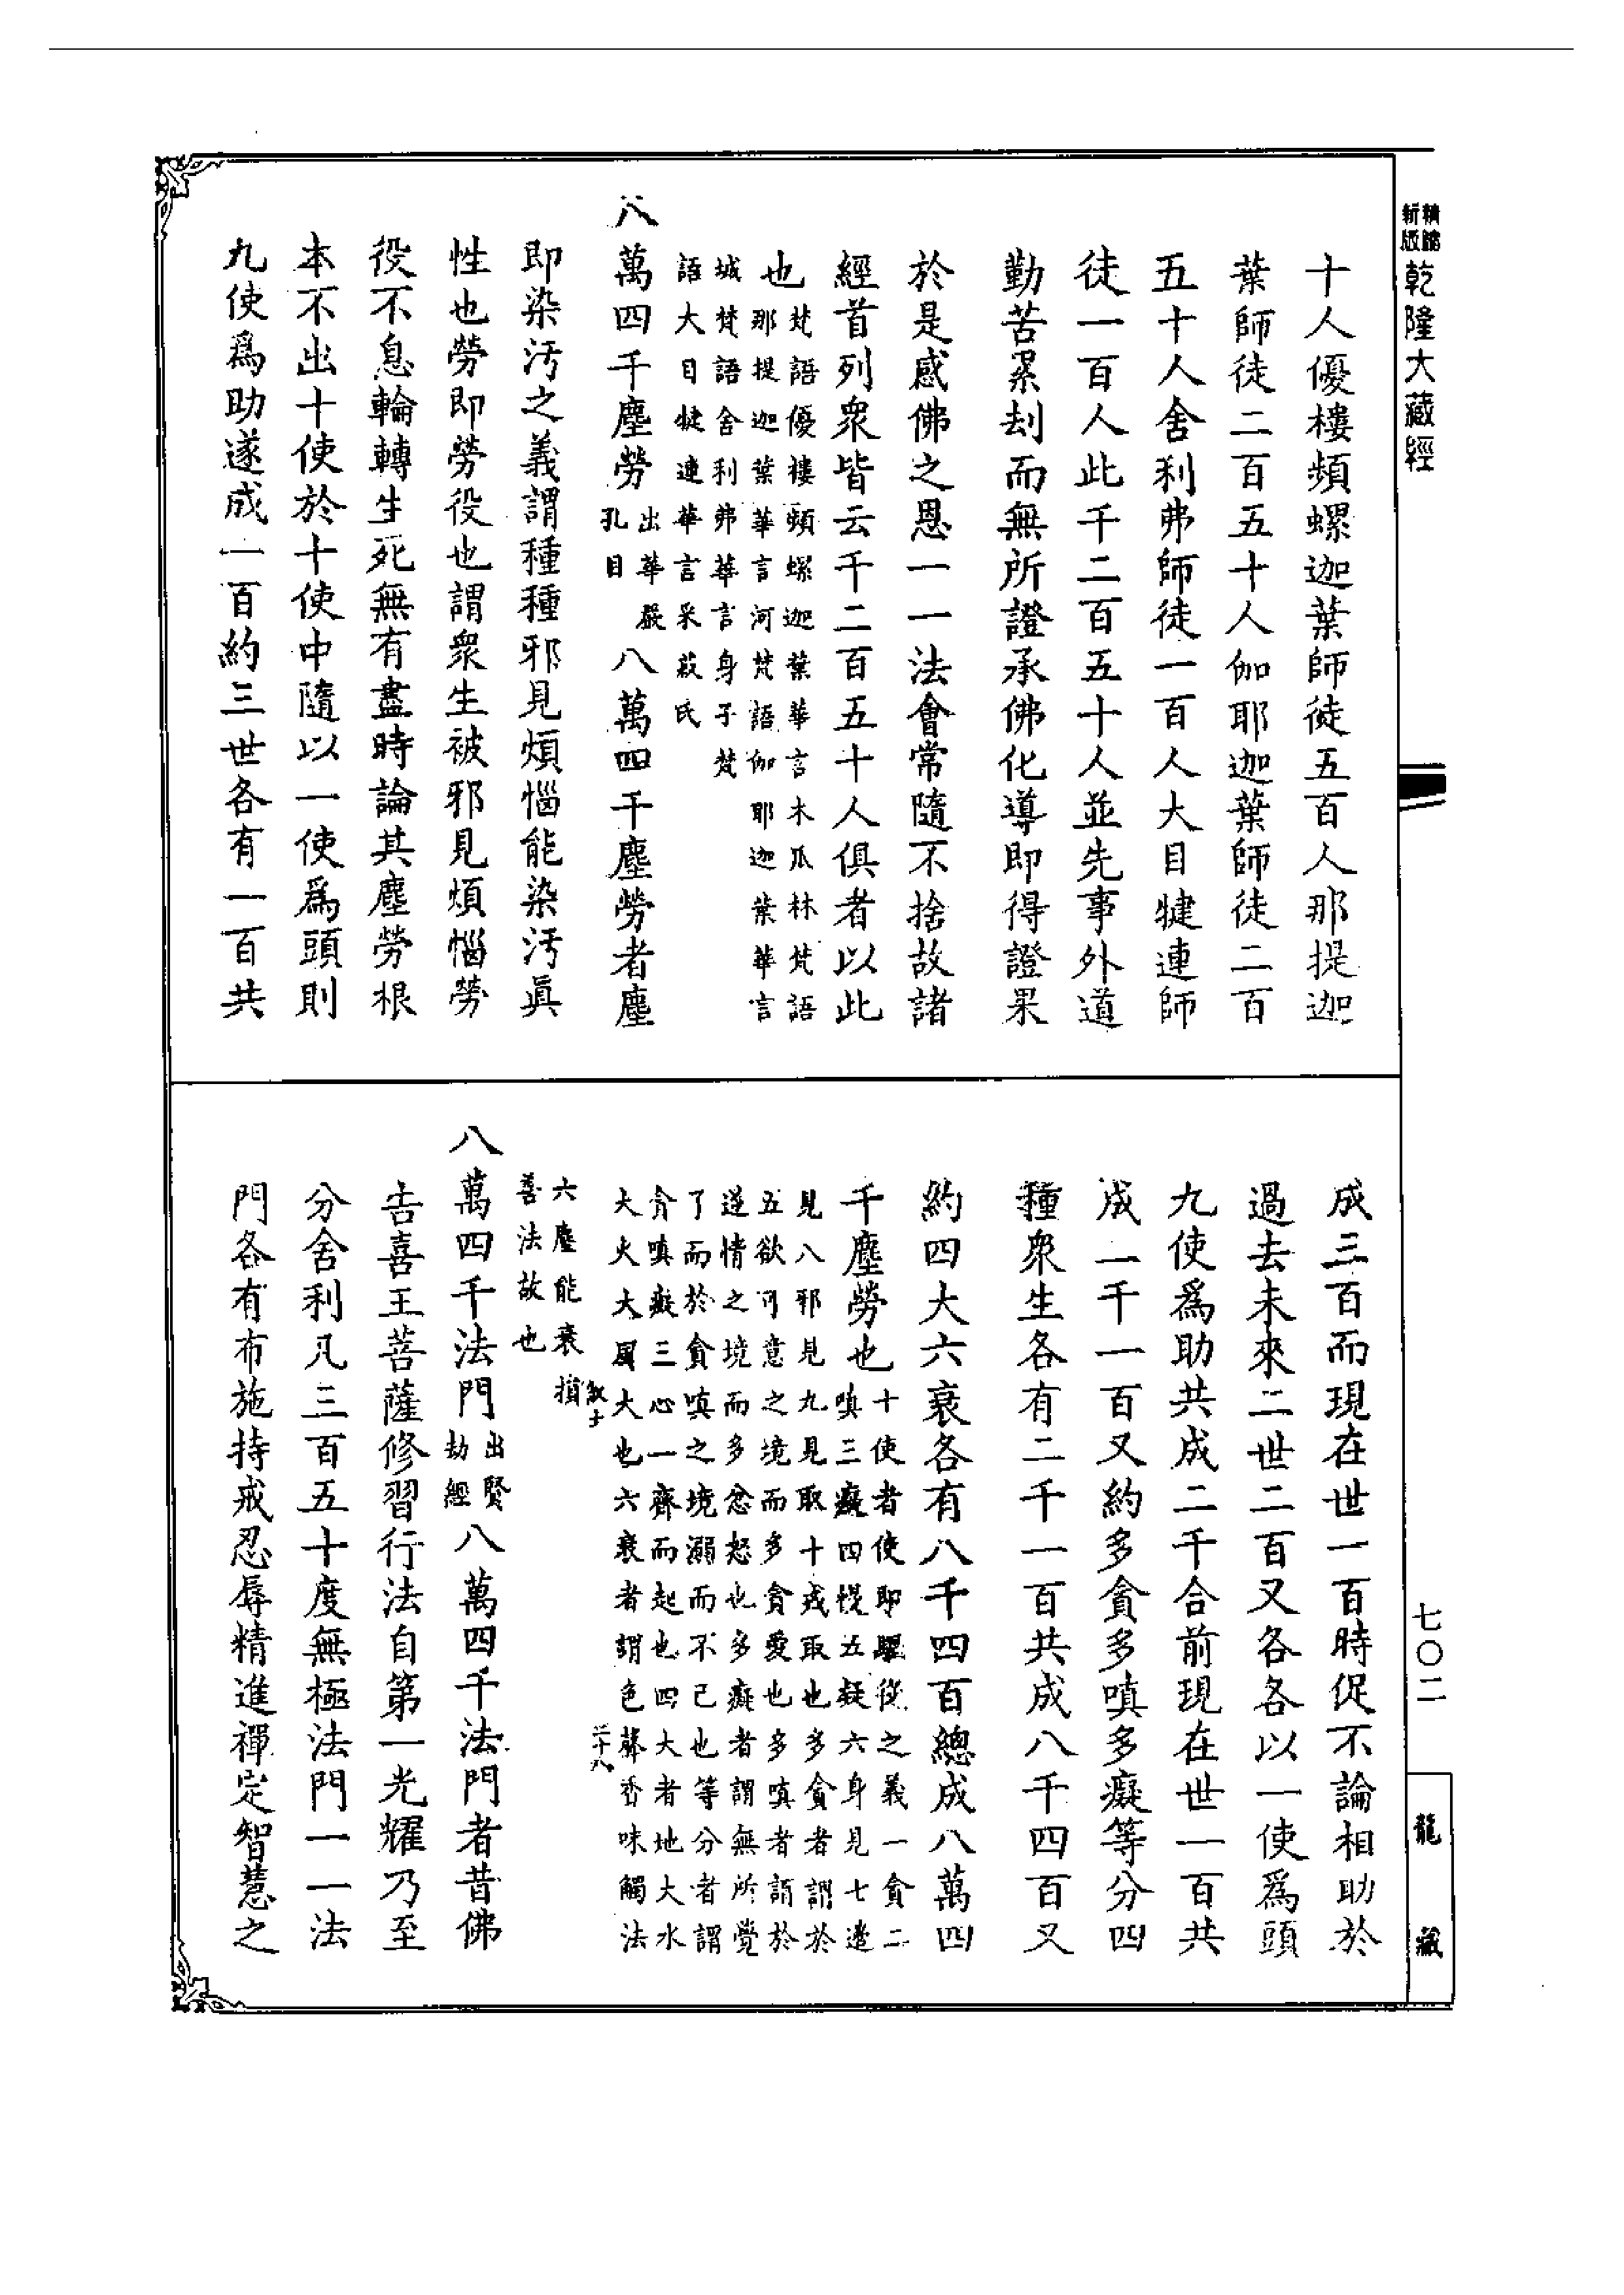 精編
新版
乾隆大藏經
十人優樓頻螺迦葉師徒五百人那提迦
葉師徒二百五十人伽耶迦葉師徒二百
五十人舍利弗師徒一百人大目犍連師
徒一百人此千二百五十人並先事外道
勤苦累刦而無所證承佛化導即得證果
於是感佛之恩一一法會常隨不捨故諸
經首列衆皆云千二百五十人俱者以此
也梵語優樓頻螺迦葉華言木瓜林梵語
那提迦葉華言河梵語伽耶迦葉華言
城梵語舍利弗華言身子梵
語大目犍連華言采菽氏
八萬四千塵勞出華嚴
孔目八萬四千塵勞者塵
即染汚之義謂種種邪見煩惱能染汚眞
性也勞即勞役也謂衆生被邪見煩惱勞
役不息輪轉生死無有盡時論其塵勞根
本不出十使於十使中隨以一使爲頭則
九使爲助遂成一百約三世各有一百共
成三百而現在世一百時促不論相助於
過去未來二世二百又各各以一使爲頭
九使爲助共成二千合前現在世一百共
成二千一百又約多貪多嗔多癡等分四
種衆生各有二千一百共成八千四百又
約四大六衰各有八千四百總成八萬四
千塵勞也十使者使即驅役之義一貪二
嗔三癡四慢五疑六身見七邊
見八邪見九見取十戒取也多貪者謂於
五欲可意之境而多貪愛也多嗔者謂於
違情之境而多忿怒也多癡者謂無所覺
了而於貪嗔之境溺而不已也等分者謂
貪嗔癡三心一齊而起也四大者地大水
大火大風大也六衰者謂色聲香味觸法
六塵能衰損
善法故也
二十八
八萬四千法門出賢
劫經八萬四千法門者昔佛
告喜王菩薩修習行法自第一光耀乃至
分舍利凡三百五十度無極法門一一法
門各有布施持戒忍辱精進禪定智慧之
七〇二
龍藏